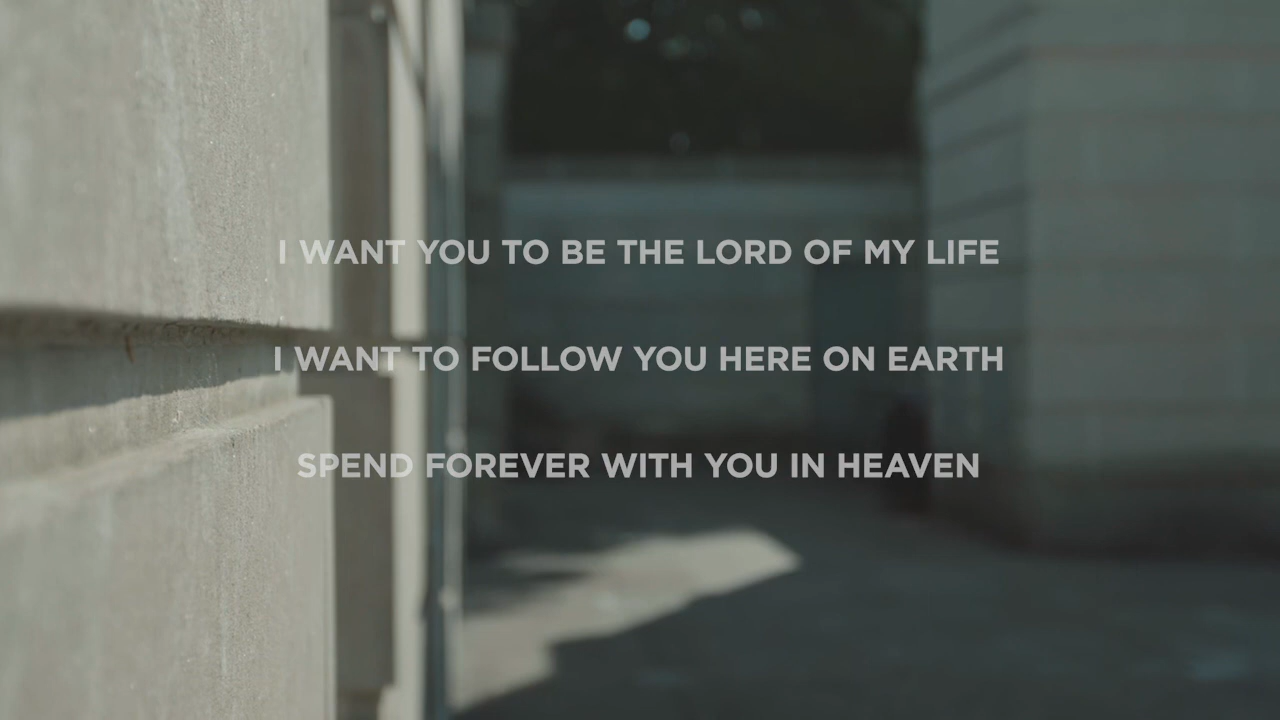 I WANT YOU TO BE THE LORD OF MY LIFE
I WANT TO FOLLOW YOU HERE ON EARTH
SPEND FOREVER WITH YOU IN HEAVEN